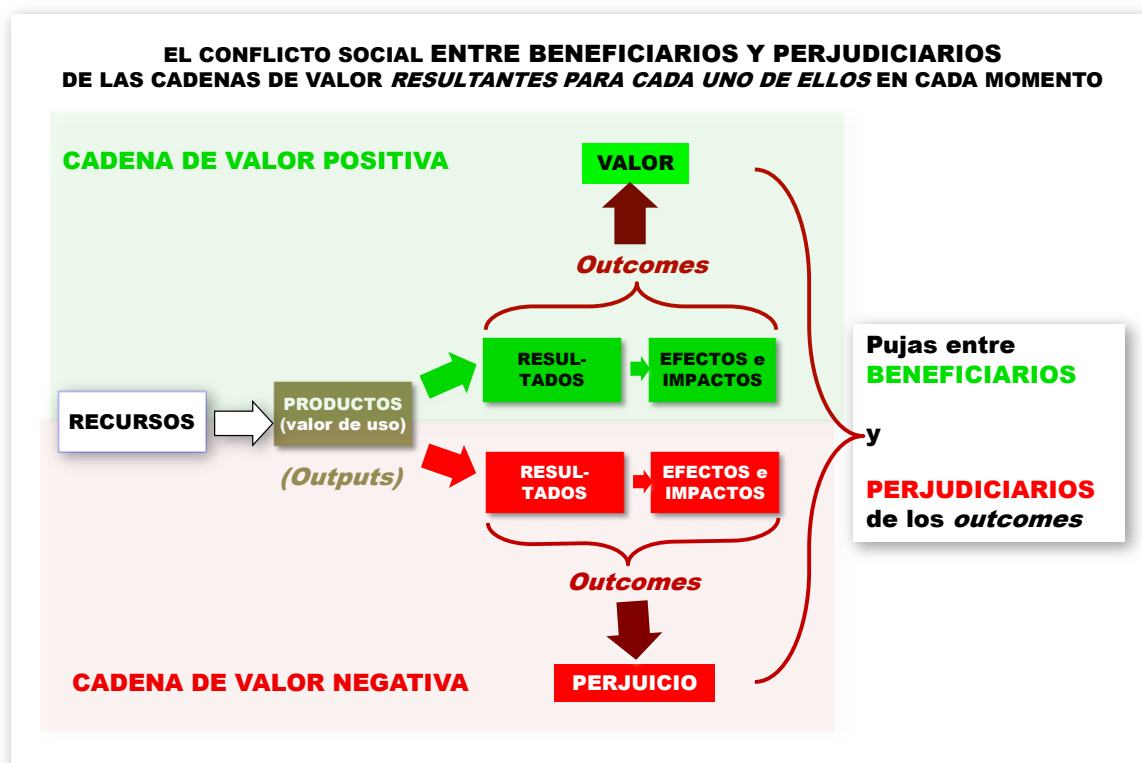 EL CONFLICTO SOCIAL ENTRE BENEFICIARIOS Y PERJUDICIARIOS
DE LAS CADENAS DE VALOR RESULTANTES PARA CADA UNO DE ELLOS EN CADA MOMENTO
CADENA DE VALOR POSITIVA
VALOR
Outcomes
RESUL-
TADOS
EFECTOS e
IMPACTOS
RECURSOS
PRODUCTOS
(valor de uso)
(Outputs)
RESUL-
TADOS
EFECTOS e
IMPACTOS
Outcomes
CADENA DE VALOR NEGATIVA
PERJUICIO
Pujas entre
BENEFICIARIOS
y
PERJUDICIARIOS
de los outcomes